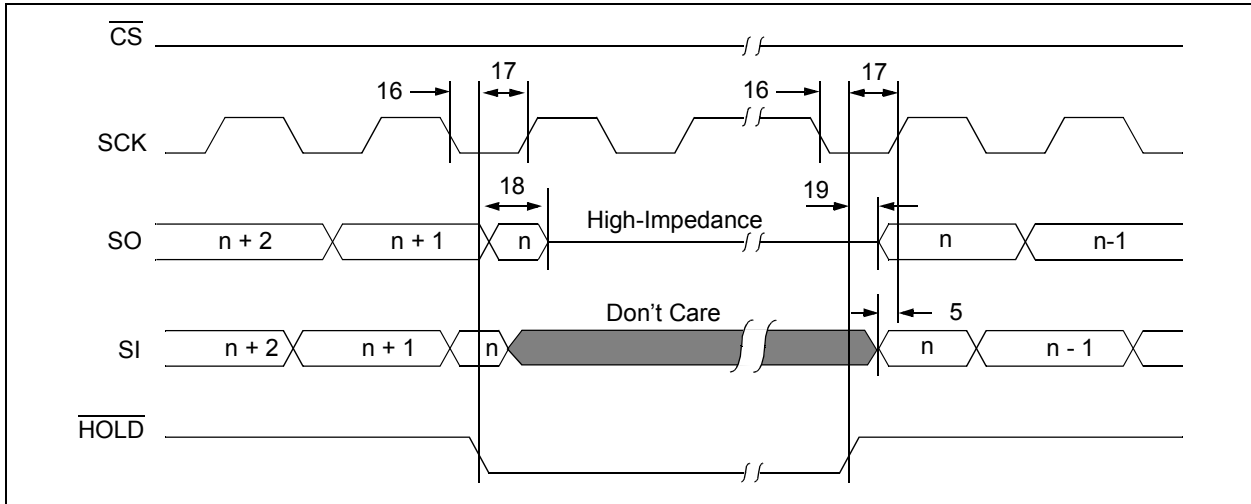 CS
16
17
16
17
SCK
18
19
High-Impedance
SO
n + 2
n + 1
n
n
n-1
Don't Care
5
SI
n + 2
n + 1
n
n
n - 1
HOLD